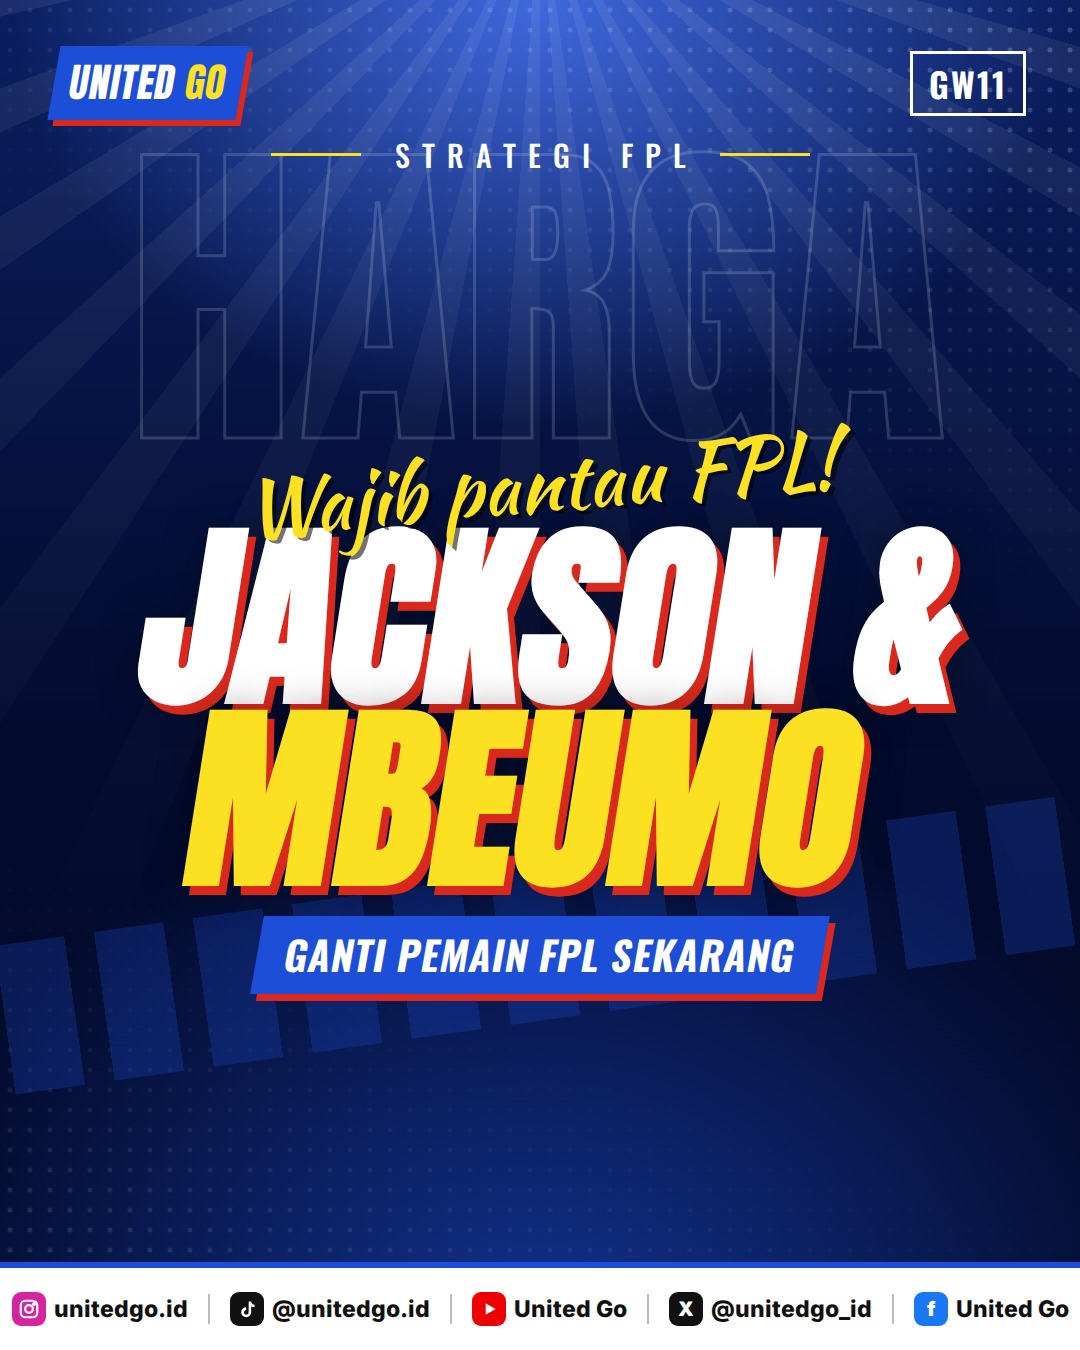 UNITED GO
GW11
STRATEGI FPL
HARGA
Wajib pantau FPL!
JACKSON &
MBEUMO
GANTI PEMAIN FPL SEKARANG
unitedgo.id
@unitedgo.id
United Go
@unitedgo_id
United Go